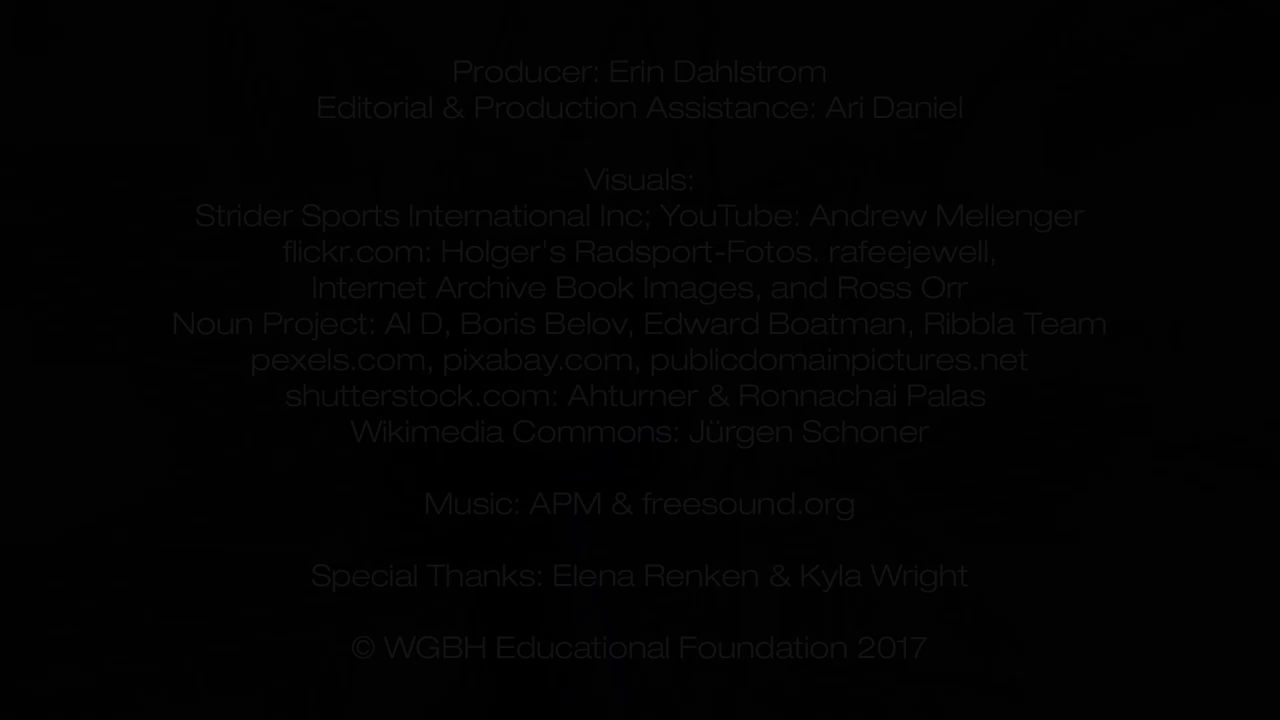 Producer: Erin Dahlstrom
Editorial & Production Assistance: Ari Daniel
Visuals:
Strider Sports International Inc; YouTube: Andrew Mellenger
flickr.com: Holger's Radsport-Fotos. rafeejewell,
Internet Archive Book Images, and Ross Orr
Noun Project: Al D, Boris Belov, Edward Boatman, Ribbla Team
pexels.com, pixabay.com, publicdomainpictures.net
shutterstock.com: Ahturner & Ronnachai Palas
Wikimedia Commons: Jürgen Schoner
Music: APM & freesound.org
Special Thanks: Elena Renken & Kyla Wright
© WGBH Educational Foundation 2017